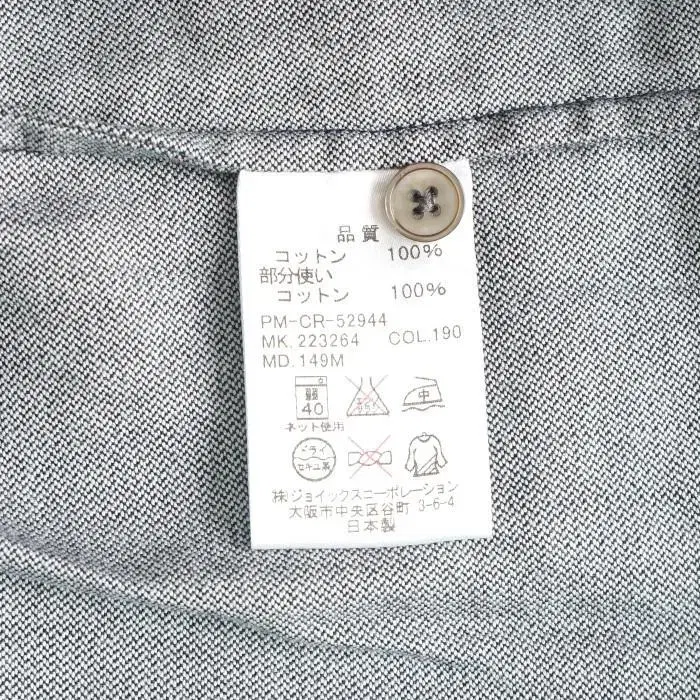 品質
コットン 100%
部分使い
コットン 100%
PM-CR-52944
MK.223264 COL.190
MD.149M
弱
40
中
ネット使用
ドライ
セキユ系
㈱ジョイックスコーポレーション
大阪市中央区谷町 3-6-4
日本製